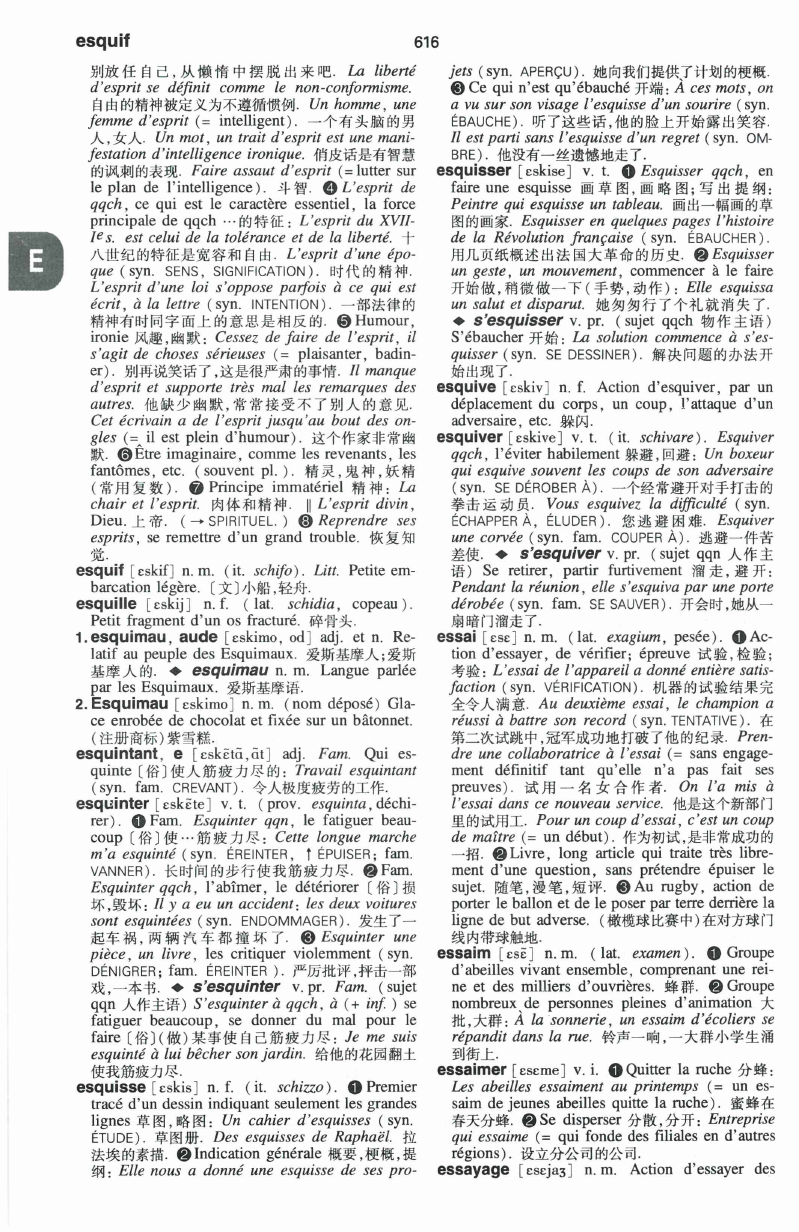 esquif
616
别放任自己,从懒惰中摆脱出来吧. La liberté
d'esprit se définit comme le non-conformisme.
自由的精神被定义为不遵循惯例. Un homme, une
femme d'esprit (= intelligent). 一个有头脑的男
人,女人. Un mot, un trait d'esprit est une mani-
festation d'intelligence ironique. 俏皮话是有智慧
的讽刺的表现. Faire assaut d'esprit (= lutter sur
le plan de l'intelligence). 斗智. ❹ L'esprit de
qqch, ce qui est le caractère essentiel, la force
principale de qqch …的特征: L'esprit du XVII-
Ie s. est celui de la tolérance et de la liberté. 十
八世纪的特征是宽容和自由. L'esprit d'une épo-
que (syn. SENS, SIGNIFICATION). 时代的精神.
L'esprit d'une loi s'oppose parfois à ce qui est
écrit, à la lettre (syn. INTENTION). 一部法律的
精神有时同字面上的意思是相反的. ❺ Humour,
ironie 风趣,幽默: Cessez de faire de l'esprit, il
s'agit de choses sérieuses (= plaisanter, badin-
er). 别再说笑话了,这是很严肃的事情. Il manque
d'esprit et supporte très mal les remarques des
autres. 他缺少幽默,常常接受不了别人的意见.
Cet écrivain a de l'esprit jusqu'au bout des on-
gles (= il est plein d'humour). 这个作家非常幽
默. ❻ Être imaginaire, comme les revenants, les
fantômes, etc. (souvent pl.). 精灵,鬼神,妖精
(常用复数). ❼ Principe immatériel 精神: La
chair et l'esprit. 肉体和精神. ‖ L'esprit divin,
Dieu. 上帝. (→ SPIRITUEL.) ❽ Reprendre ses
esprits, se remettre d'un grand trouble. 恢复知
觉.
esquif [ɛskif] n. m. (it. schifo). Litt. Petite em-
barcation légère. 〔文〕小船,轻舟.
esquille [ɛskij] n. f. (lat. schidia, copeau).
Petit fragment d'un os fracturé. 碎骨头.
1. esquimau, aude [ɛskimo, od] adj. et n. Re-
latif au peuple des Esquimaux. 爱斯基摩人;爱斯
基摩人的. ◆ esquimau n. m. Langue parlée
par les Esquimaux. 爱斯基摩语.
2. Esquimau [ɛskimo] n. m. (nom déposé) Gla-
ce enrobée de chocolat et fixée sur un bâtonnet.
(注册商标)紫雪糕.
esquintant, e [ɛskɛ̃tɑ̃, ɑ̃t] adj. Fam. Qui es-
quinte〔俗〕使人筋疲力尽的: Travail esquintant
(syn. fam. CREVANT). 令人极度疲劳的工作.
esquinter [ɛskɛ̃te] v. t. (prov. esquinta, déchi-
rer). ❶ Fam. Esquinter qqn, le fatiguer beau-
coup〔俗〕使…筋疲力尽: Cette longue marche
m'a esquinté (syn. ÉREINTER, ↑ ÉPUISER; fam.
VANNER). 长时间的步行使我筋疲力尽. ❷ Fam.
Esquinter qqch, l'abîmer, le détériorer〔俗〕损
坏,毁坏: Il y a eu un accident: les deux voitures
sont esquintées (syn. ENDOMMAGER). 发生了一
起车祸,两辆汽车都撞坏了. ❸ Esquinter une
pièce, un livre, les critiquer violemment (syn.
DÉNIGRER; fam. ÉREINTER). 严厉批评,抨击一部
戏,一本书. ◆ s'esquinter v. pr. Fam. (sujet
qqn 人作主语) S'esquinter à qqch, à (+ inf.) se
fatiguer beaucoup, se donner du mal pour le
faire〔俗〕(做)某事使自己筋疲力尽: Je me suis
esquinté à lui bêcher son jardin. 给他的花园翻土
使我筋疲力尽.
esquisse [ɛskis] n. f. (it. schizzo). ❶ Premier
tracé d'un dessin indiquant seulement les grandes
lignes 草图,略图: Un cahier d'esquisses (syn.
ÉTUDE). 草图册. Des esquisses de Raphaël. 拉
法埃的素描. ❷ Indication générale 概要,梗概,提
纲: Elle nous a donné une esquisse de ses pro-
jets (syn. APERÇU). 她向我们提供了计划的梗概.
❸ Ce qui n'est qu'ébauché 开端: À ces mots, on
a vu sur son visage l'esquisse d'un sourire (syn.
ÉBAUCHE). 听了这些话,他的脸上开始露出笑容.
Il est parti sans l'esquisse d'un regret (syn. OM-
BRE). 他没有一丝遗憾地走了.
esquisser [ɛskise] v. t. ❶ Esquisser qqch, en
faire une esquisse 画草图,画略图;写出提纲:
Peintre qui esquisse un tableau. 画出一幅画的草
图的画家. Esquisser en quelques pages l'histoire
de la Révolution française (syn. ÉBAUCHER).
用几页纸概述出法国大革命的历史. ❷ Esquisser
un geste, un mouvement, commencer à le faire
开始做,稍微做一下(手势,动作): Elle esquissa
un salut et disparut. 她匆匆行了个礼就消失了.
◆ s'esquisser v. pr. (sujet qqch 物作主语)
S'ébaucher 开始: La solution commence à s'es-
quisser (syn. SE DESSINER). 解决问题的办法开
始出现了.
esquive [ɛskiv] n. f. Action d'esquiver, par un
déplacement du corps, un coup, l'attaque d'un
adversaire, etc. 躲闪.
esquiver [ɛskive] v. t. (it. schivare). Esquiver
qqch, l'éviter habilement 躲避,回避: Un boxeur
qui esquive souvent les coups de son adversaire
(syn. SE DÉROBER À). 一个经常避开对手打击的
拳击运动员. Vous esquivez la difficulté (syn.
ÉCHAPPER À, ÉLUDER). 您逃避困难. Esquiver
une corvée (syn. fam. COUPER À). 逃避一件苦
差使. ◆ s'esquiver v. pr. (sujet qqn 人作主
语) Se retirer, partir furtivement 溜走,避开:
Pendant la réunion, elle s'esquiva par une porte
dérobée (syn. fam. SE SAUVER). 开会时,她从一
扇暗门溜走了.
essai [ɛsɛ] n. m. (lat. exagium, pesée). ❶ Ac-
tion d'essayer, de vérifier; épreuve 试验,检验;
考验: L'essai de l'appareil a donné entière satis-
faction (syn. VÉRIFICATION). 机器的试验结果完
全令人满意. Au deuxième essai, le champion a
réussi à battre son record (syn. TENTATIVE). 在
第二次试跳中,冠军成功地打破了他的纪录. Pren-
dre une collaboratrice à l'essai (= sans engage-
ment définitif tant qu'elle n'a pas fait ses
preuves). 试用一名女合作者. On l'a mis à
l'essai dans ce nouveau service. 他是这个新部门
里的试用工. Pour un coup d'essai, c'est un coup
de maître (= un début). 作为初试,是非常成功的
一招. ❷ Livre, long article qui traite très libre-
ment d'une question, sans prétendre épuiser le
sujet. 随笔,漫笔,短评. ❸ Au rugby, action de
porter le ballon et de le poser par terre derrière la
ligne de but adverse. (橄榄球比赛中)在对方球门
线内带球触地.
essaim [esɛ̃] n. m. (lat. examen). ❶ Groupe
d'abeilles vivant ensemble, comprenant une rei-
ne et des milliers d'ouvrières. 蜂群. ❷ Groupe
nombreux de personnes pleines d'animation 大
批,大群: À la sonnerie, un essaim d'écoliers se
répandit dans la rue. 铃声一响,一大群小学生涌
到街上.
essaimer [eseme] v. i. ❶ Quitter la ruche 分蜂:
Les abeilles essaiment au printemps (= un es-
saim de jeunes abeilles quitte la ruche). 蜜蜂在
春天分蜂. ❷ Se disperser 分散,分开: Entreprise
qui essaime (= qui fonde des filiales en d'autres
régions). 设立分公司的公司.
essayage [esɛjaʒ] n. m. Action d'essayer des
E